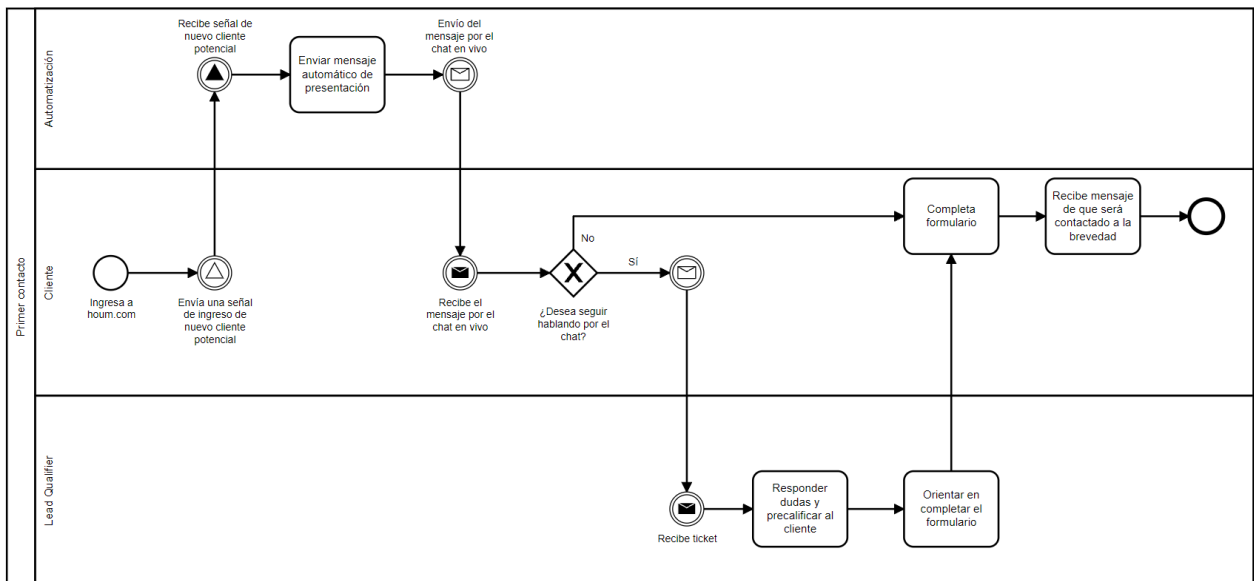 Primer contacto
Automatización
Recibe señal de
nuevo cliente
potencial
Enviar mensaje
automático de
presentación
Envío del
mensaje por el
chat en vivo
Cliente
Ingresa a
houm.com
Envía una señal
de ingreso de
nuevo cliente
potencial
Recibe el
mensaje por el
chat en vivo
X
¿Desea seguir
hablando por el
chat?
No
Sí
Completa
formulario
Recibe mensaje
de que será
contactado a la
brevedad
Lead Qualifier
Recibe ticket
Responder
dudas y
precalificar al
cliente
Orientar en
completar el
formulario